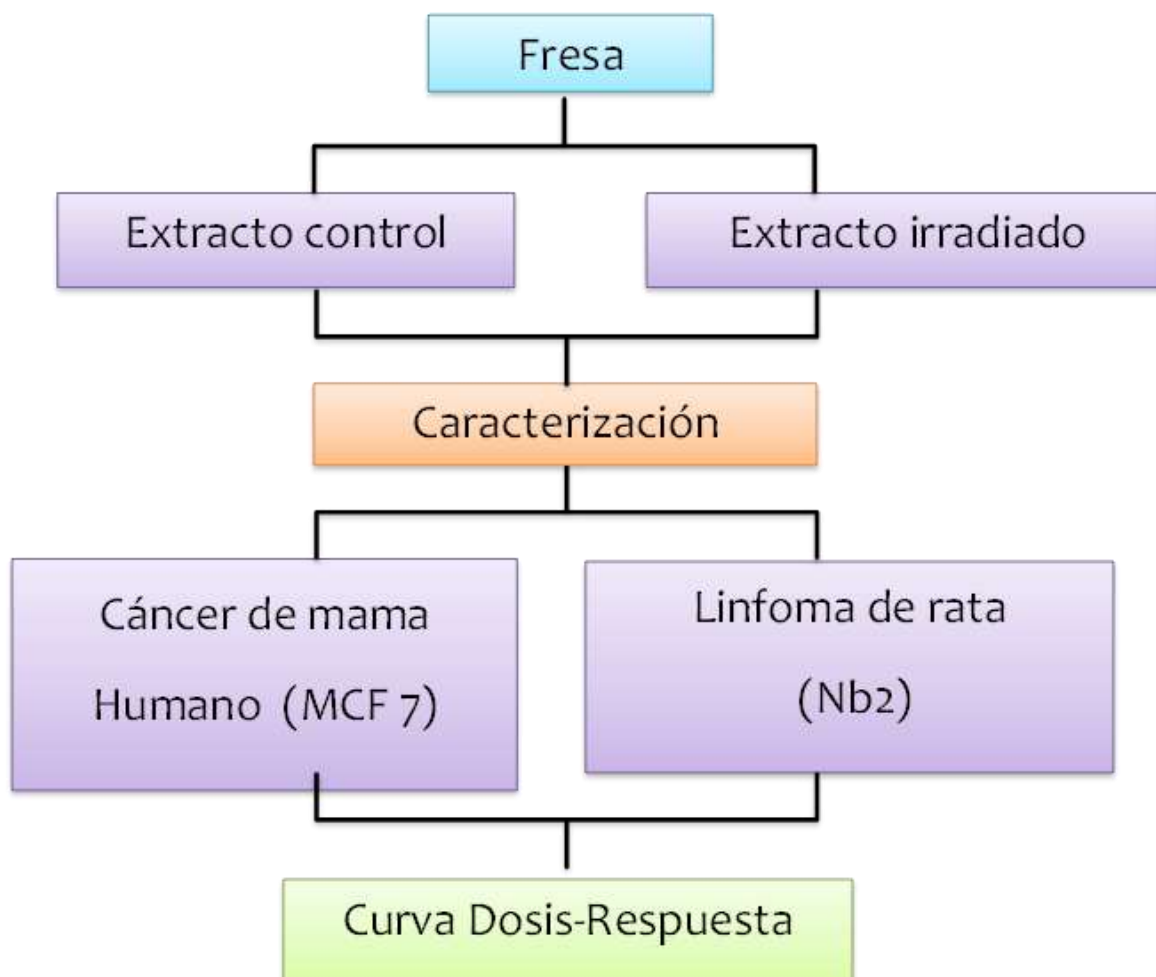 Fresa
Extracto control
Extracto irradiado
Caracterización
Cáncer de mama
Humano (MCF 7)
Linfoma de rata
(Nb2)
Curva Dosis-Respuesta